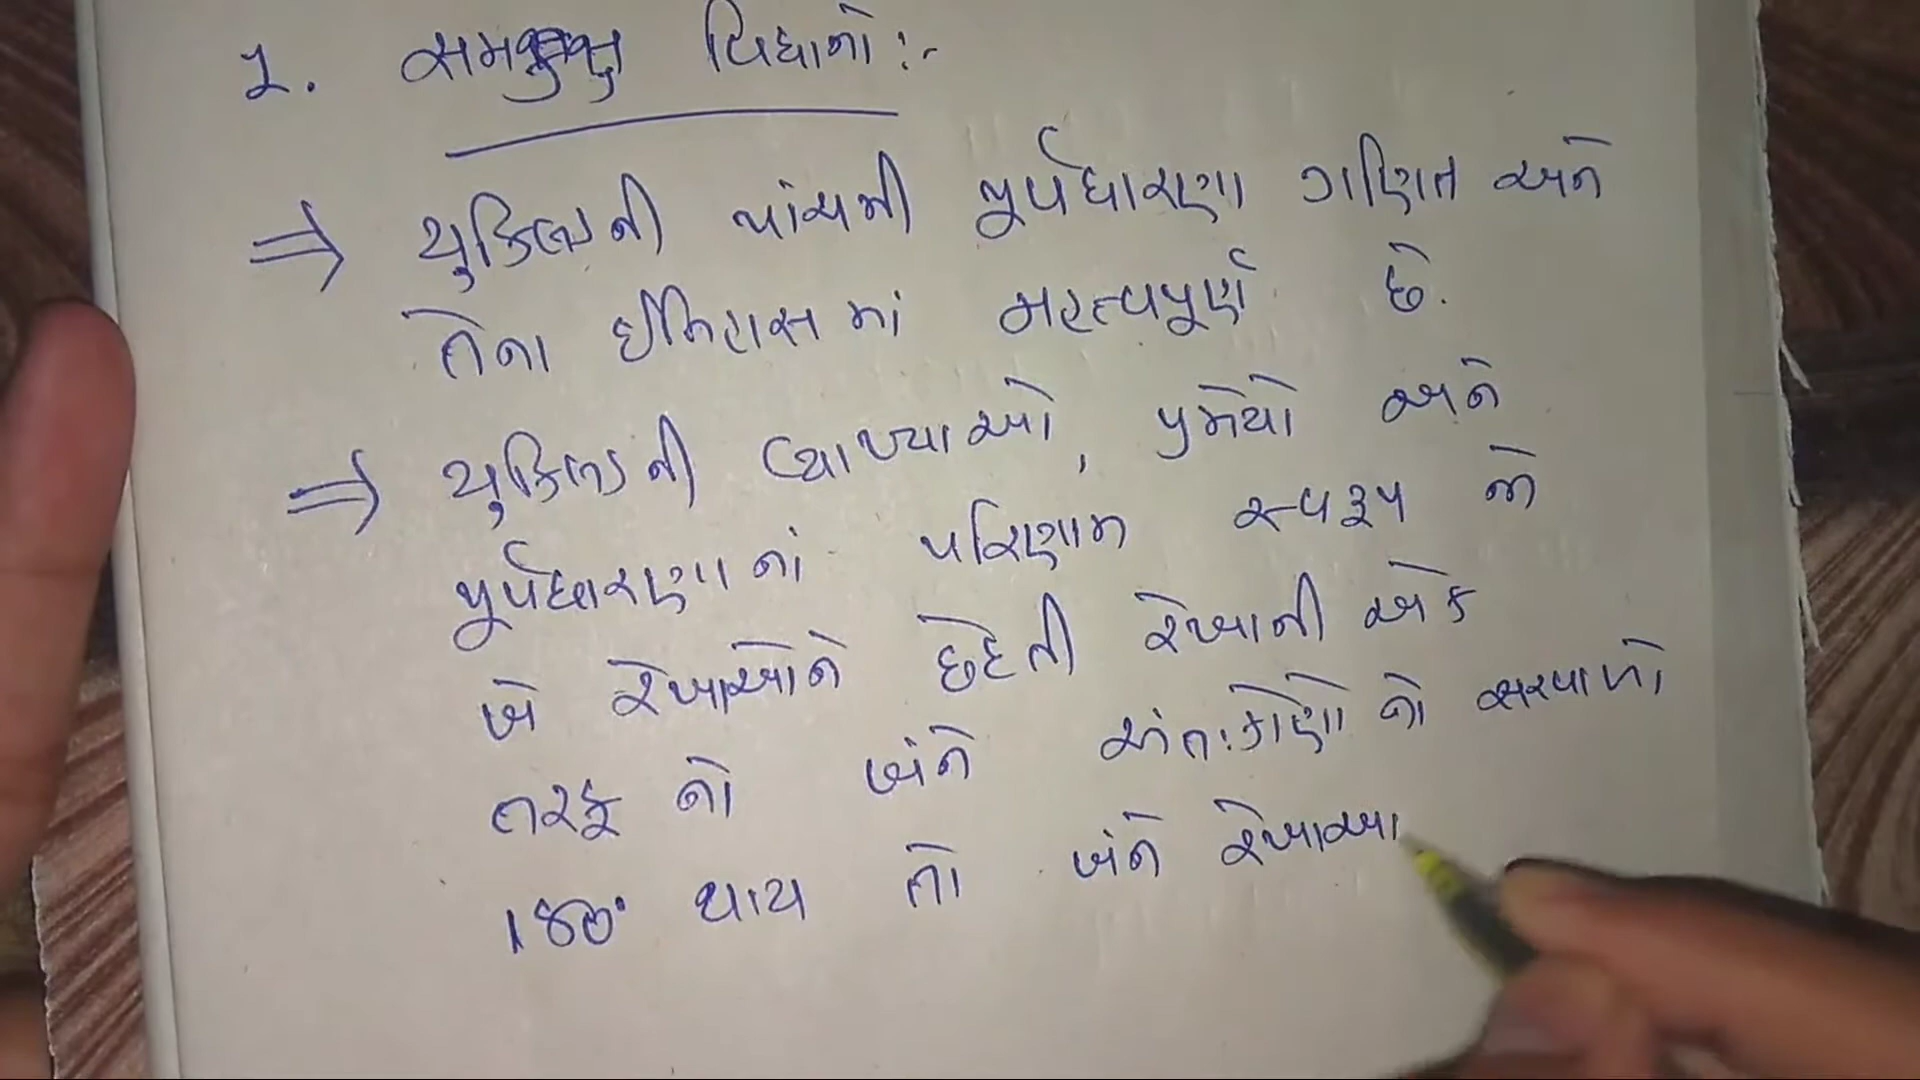 1. સમકક્ષ વિધાનો :-
⇒ યુક્લિડની પાંચમી પૂર્વધારણા ગણિત અને
તેના ઈતિહાસ માં મહત્વપૂર્ણ છે.
⇒ યુક્લિડની વ્યાખ્યાઓ, પ્રમેયો અને
પૂર્વધારણાનાં પરિણામ સ્વરૂપ જો
બે રેખાઓને છેદતી રેખાની એક
તરફ નો બંને અંતઃકોણો નો સરવાળો
180° થાય તો બંને રેખાઆ